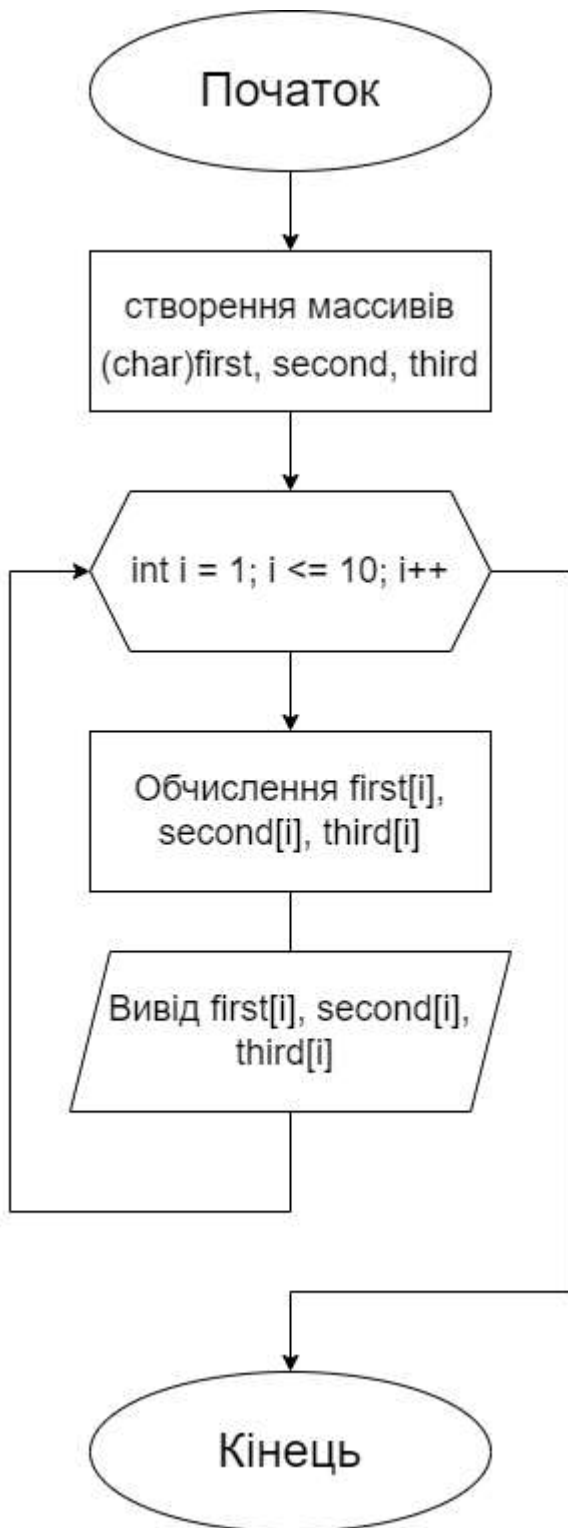 Початок
створення массивів
(char)first, second, third
int i = 1; i <= 10; i++
Обчислення first[i],
second[i], third[i]
Вивід first[i], second[i],
third[i]
Кінець